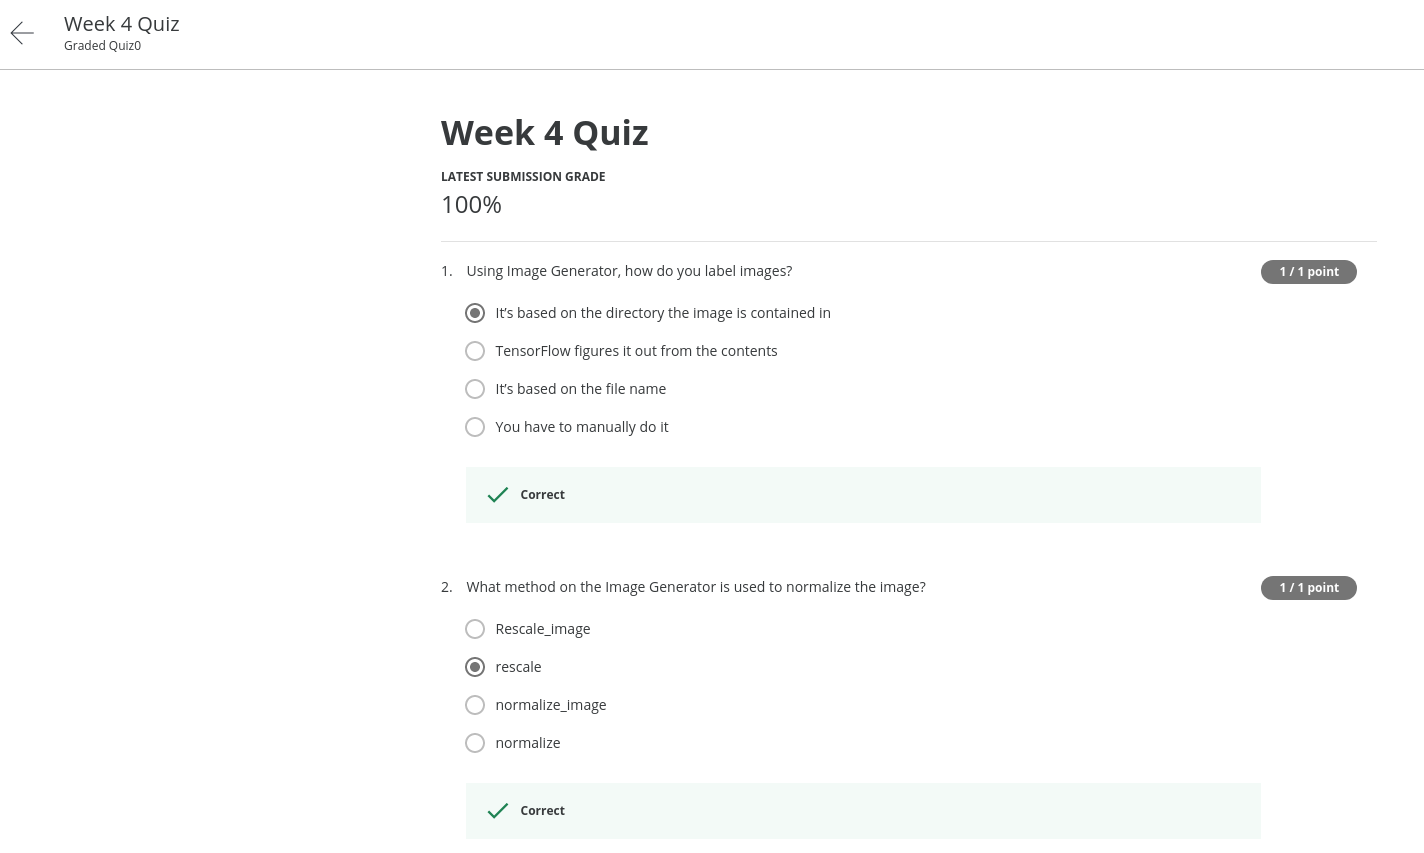 Week 4 Quiz
Graded Quiz0
Week 4 Quiz
LATEST SUBMISSION GRADE
100%
1. Using Image Generator, how do you label images?
1 / 1 point
It’s based on the directory the image is contained in
TensorFlow figures it out from the contents
It’s based on the file name
You have to manually do it
Correct
2. What method on the Image Generator is used to normalize the image?
1 / 1 point
Rescale_image
rescale
normalize_image
normalize
Correct